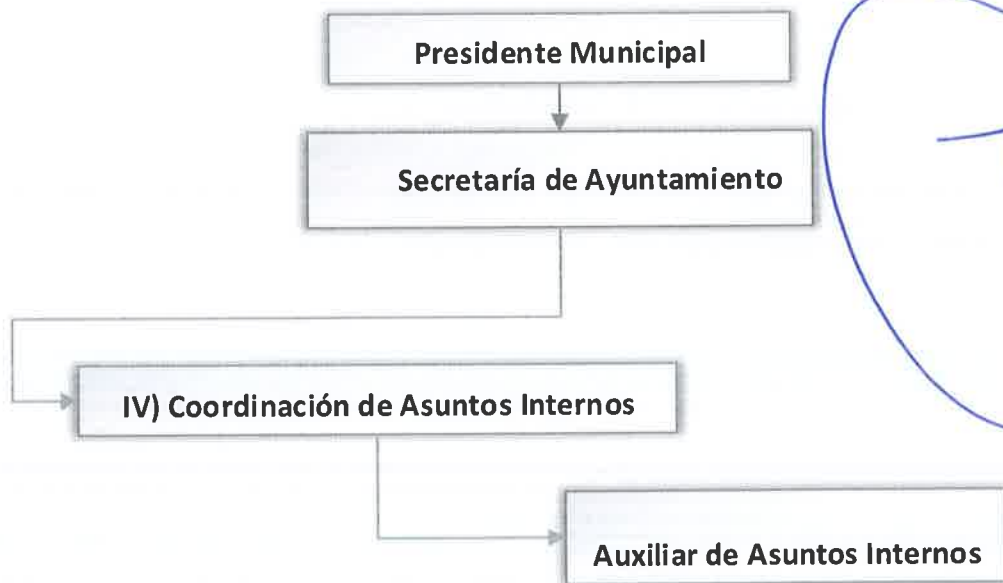 Presidente Municipal
Secretaría de Ayuntamiento
IV) Coordinación de Asuntos Internos
Auxiliar de Asuntos Internos